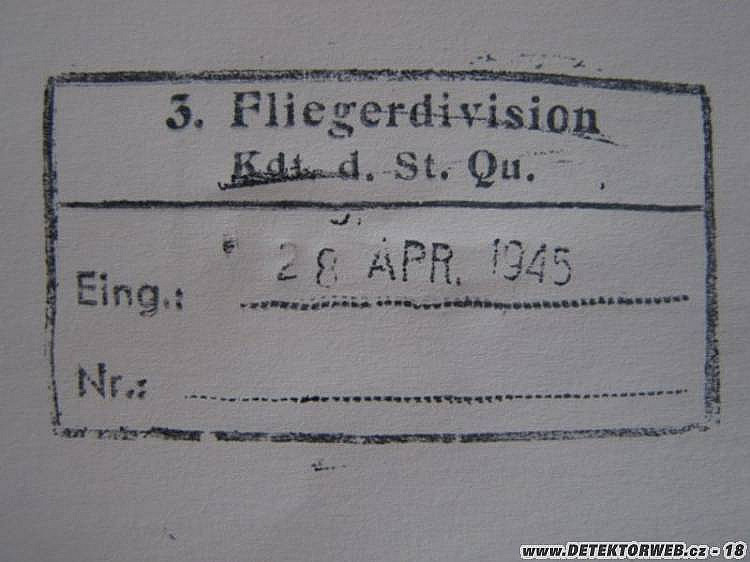 3. Fliegerdivision
Kdt. d. St. Qu.
Eing.: 28 APR. 1945
Nr.:
www.DETEKTORWEB.cz - 18